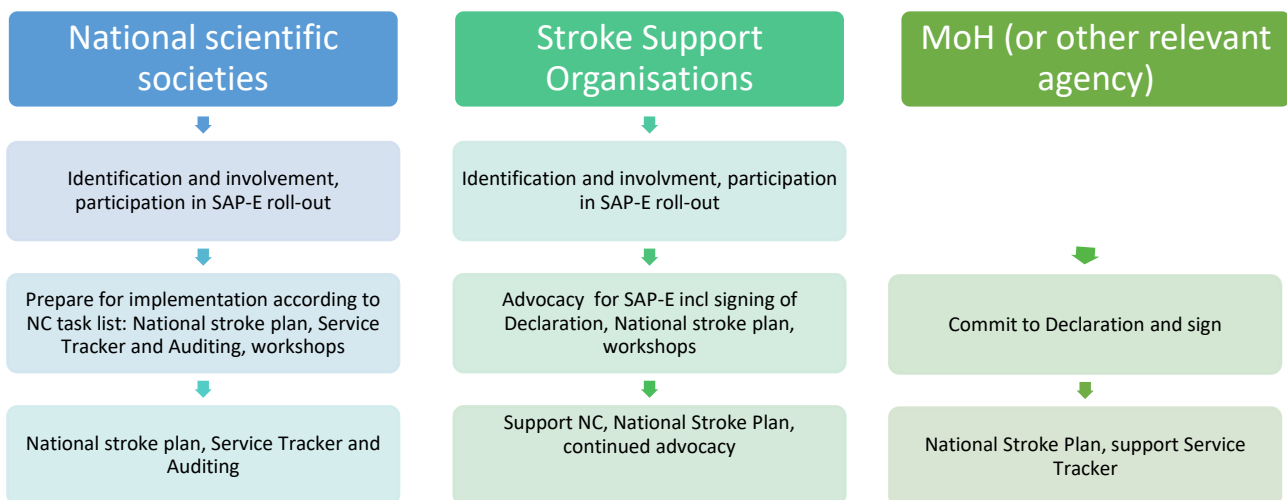 National scientific
societies
Identification and involvement,
participation in SAP-E roll-out
Prepare for implementation according to
NC task list: National stroke plan, Service
Tracker and Auditing, workshops
National stroke plan, Service Tracker and
Auditing
Stroke Support
Organisations
Identification and involvment, participation
in SAP-E roll-out
Advocacy for SAP-E incl signing of
Declaration, National stroke plan,
workshops
Support NC, National Stroke Plan,
continued advocacy
MoH (or other relevant
agency)
Commit to Declaration and sign
National Stroke Plan, support Service
Tracker